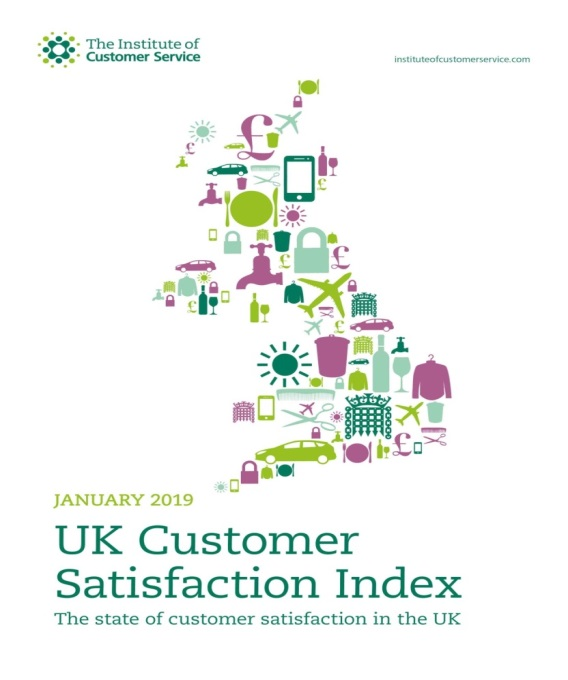 The Institute of
Customer Service
instituteofcustomerservice.com
JANUARY 2019
UK Customer
Satisfaction Index
The state of customer satisfaction in the UK